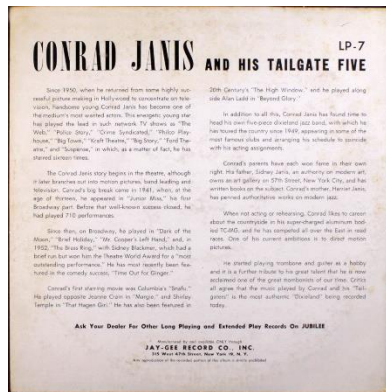 CONRAD JANIS AND HIS TAILGATE FIVE
LP-7
Since 1950, when he returned from some highly suc-
cessful picture making in Hollywood to concentrate on tele-
vision, handsome young Conrad Janis has become one of
the medium's most wanted actors. This energetic young star
has played the lead in such network TV shows as "The
Web," "Police Story," "Crime Syndicated," "Philco Play-
house," "Big Town," "Kraft Theatre," "Big Story," "Ford The-
atre," and "Suspense," in which, as a matter of fact, he has
starred sixteen times.
The Conrad Janis story begins in the theatre, although
it later branches out into motion pictures, band leading and
television. Conrad's big break came in 1941, when, at the
age of thirteen, he appeared in "Junior Miss," his first
Broadway part. Before that well-known success closed, he
had played 710 performances.
Since then, on Broadway, he played in "Dark of the
Moon," "Brief Holiday," "Mr. Cooper's Left Hand," and, in
1952, "The Brass Ring," with Sidney Blackmer, which had a
brief run but won him the Theatre World Award for a "most
outstanding performance." He has most recently been fea-
tured in the comedy success, "Time Out for Ginger."
Conrad's first starring movie was Columbia's "Snafu."
He played opposite Jeanne Crain in "Margie," and Shirley
Temple in "That Hagen Girl." He has also been featured in
20th Century's "The High Window," and he played along
side Alan Ladd in "Beyond Glory."
In addition to all this, Conrad Janis has found time to
head his own five-piece dixieland jazz band, with which he
has toured the country since 1949, appearing in some of the
most famous clubs and arranging his schedule to coincide
with his acting assignments.
Conrad's parents have each won fame in their own
right. His father, Sidney Janis, an authority on modern art,
owns an art gallery on 57th Street, New York City, and has
written books on the subject. Conrad's mother, Harriet Janis,
has penned authoritative works on modern jazz.
When not acting or rehearsing, Conrad likes to career
about the countryside in his super-charged aluminum bod-
ied TC-MG, and he has competed all over the East in road
races. One of his current ambitions is to direct motion
pictures.
He started playing trombone and guitar as a hobby
and it is a further tribute to his great talent that he is now
acclaimed one of the great trombonists of our time. Critics
all agree that the music played by Conrad and his "Tail-
gaters" is the most authentic "Dixieland" being recorded
today.
Ask Your Dealer For Other Long Playing and Extended Play Records On JUBILEE
JAY-GEE RECORD CO., INC.
315 West 47th Street, New York 19, N. Y.